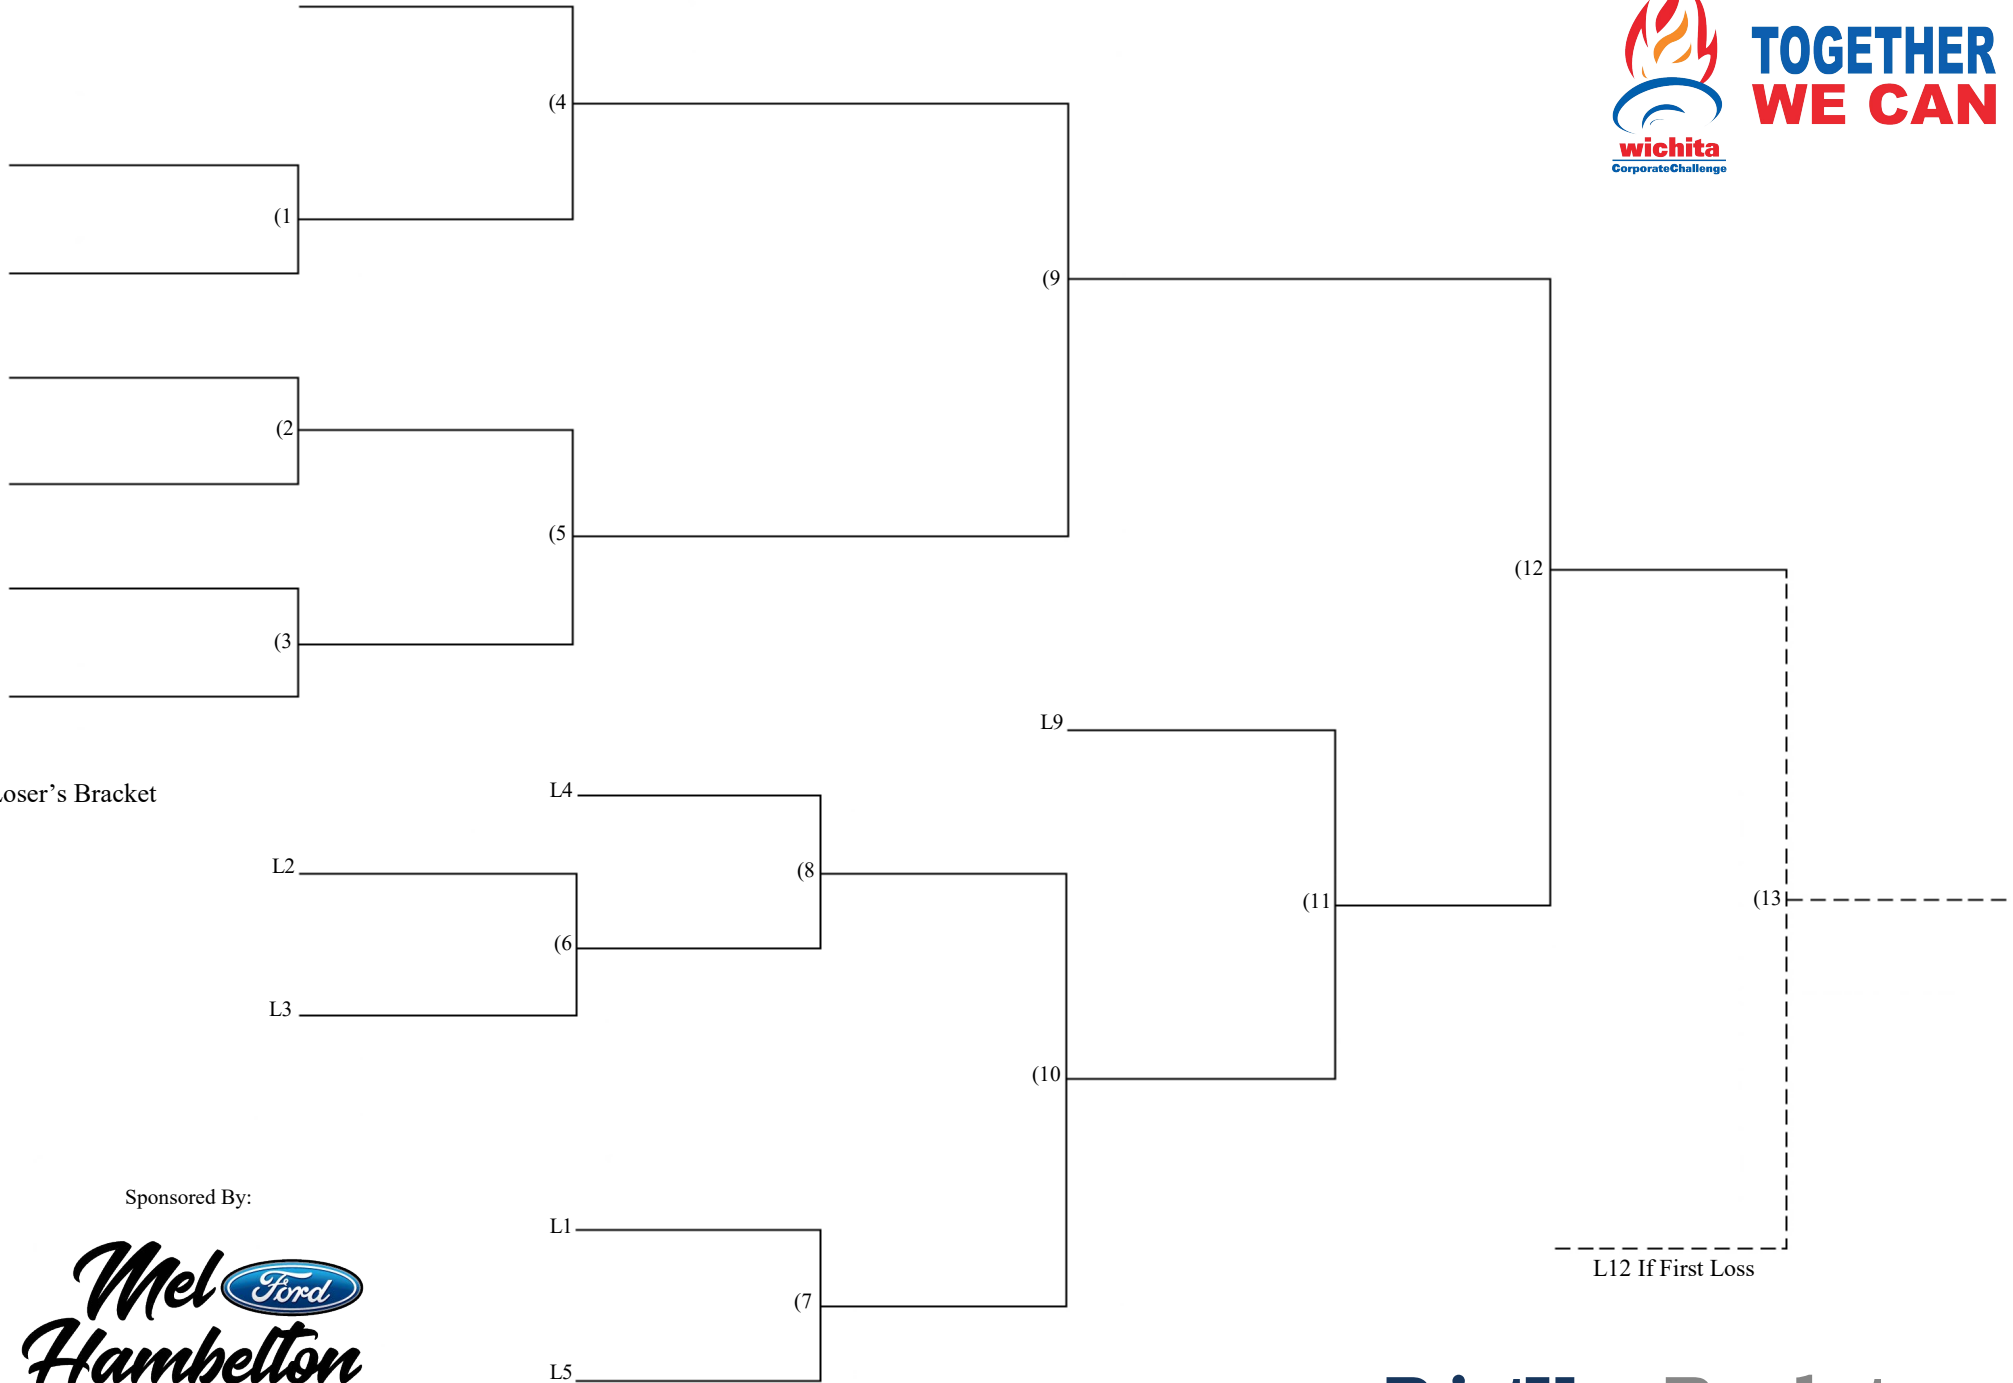 TOGETHER
WE CAN
wichita
CorporateChallenge
(4
(1
(9
(2
(5
(12
(3
L9
L4
oser’s Bracket
L2
(8
(11
(13
(6
L3
(10
Sponsored By:
L1
L12 If First Loss
Mel Ford
Hambelton
(7
L5